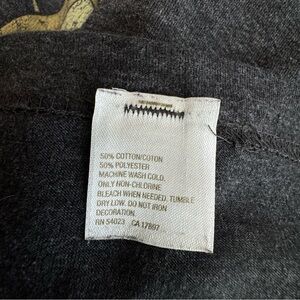 50% COTTON/COTON
50% POLYESTER
MACHINE WASH COLD,
ONLY NON-CHLORINE
BLEACH WHEN NEEDED. TUMBLE
DRY LOW. DO NOT IRON
DECORATION.
RN 54023 CA 17897